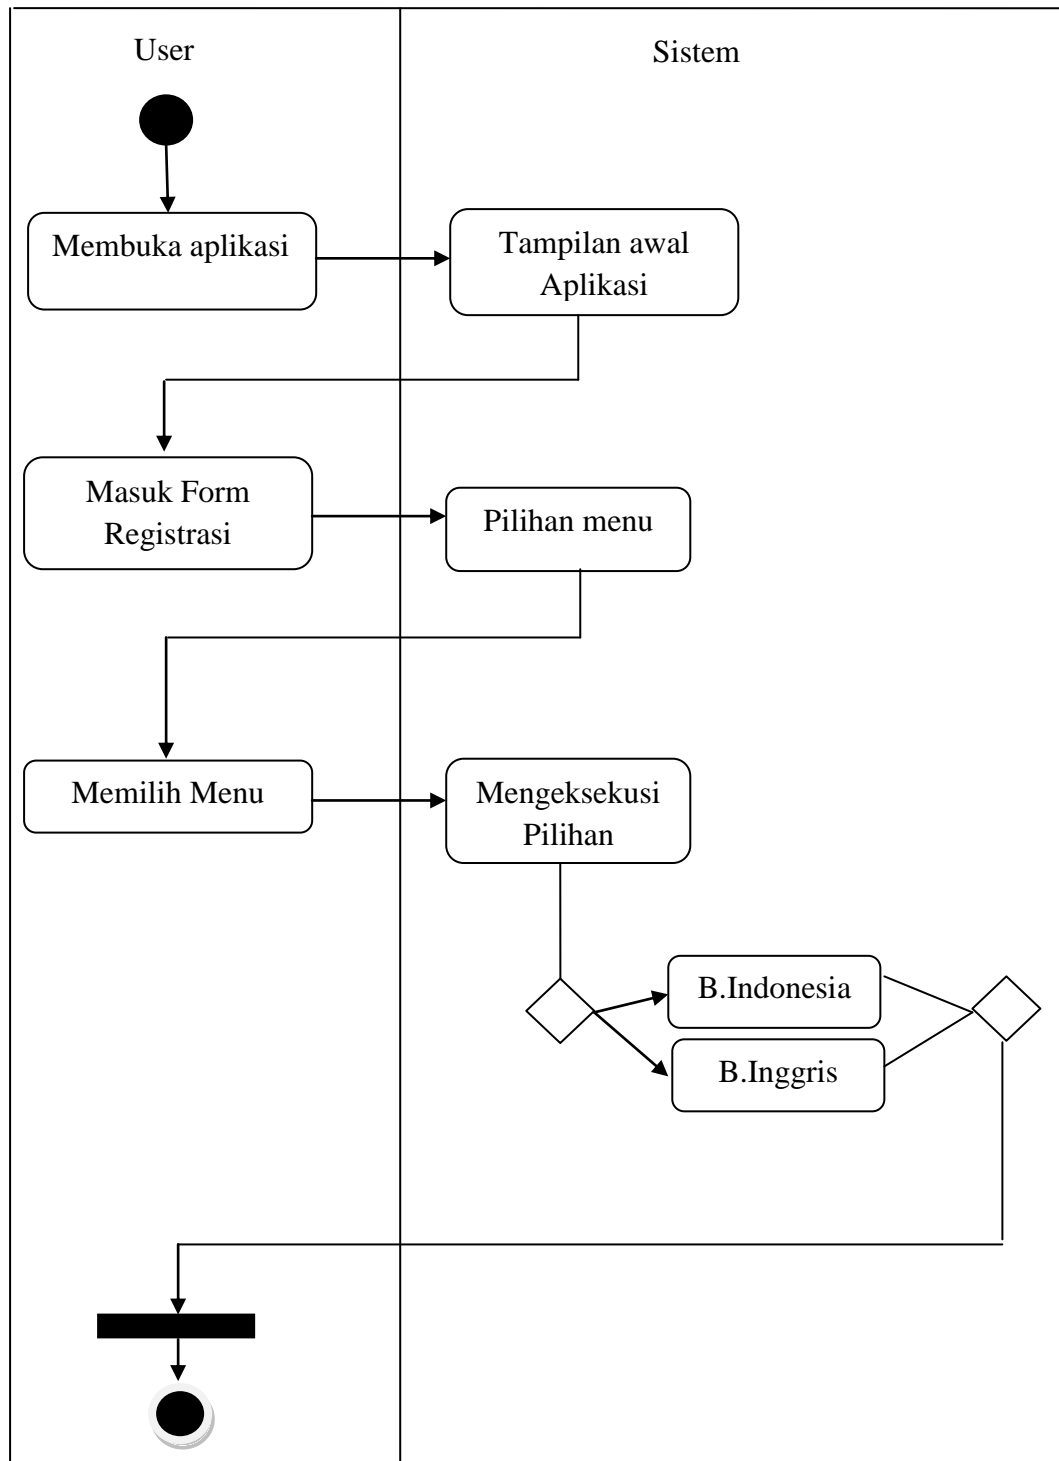 User
Sistem
Membuka aplikasi
Tampilan awal
Aplikasi
Masuk Form
Registrasi
Pilihan menu
Memilih Menu
Mengeksekusi
Pilihan
B.Indonesia
B.Inggris